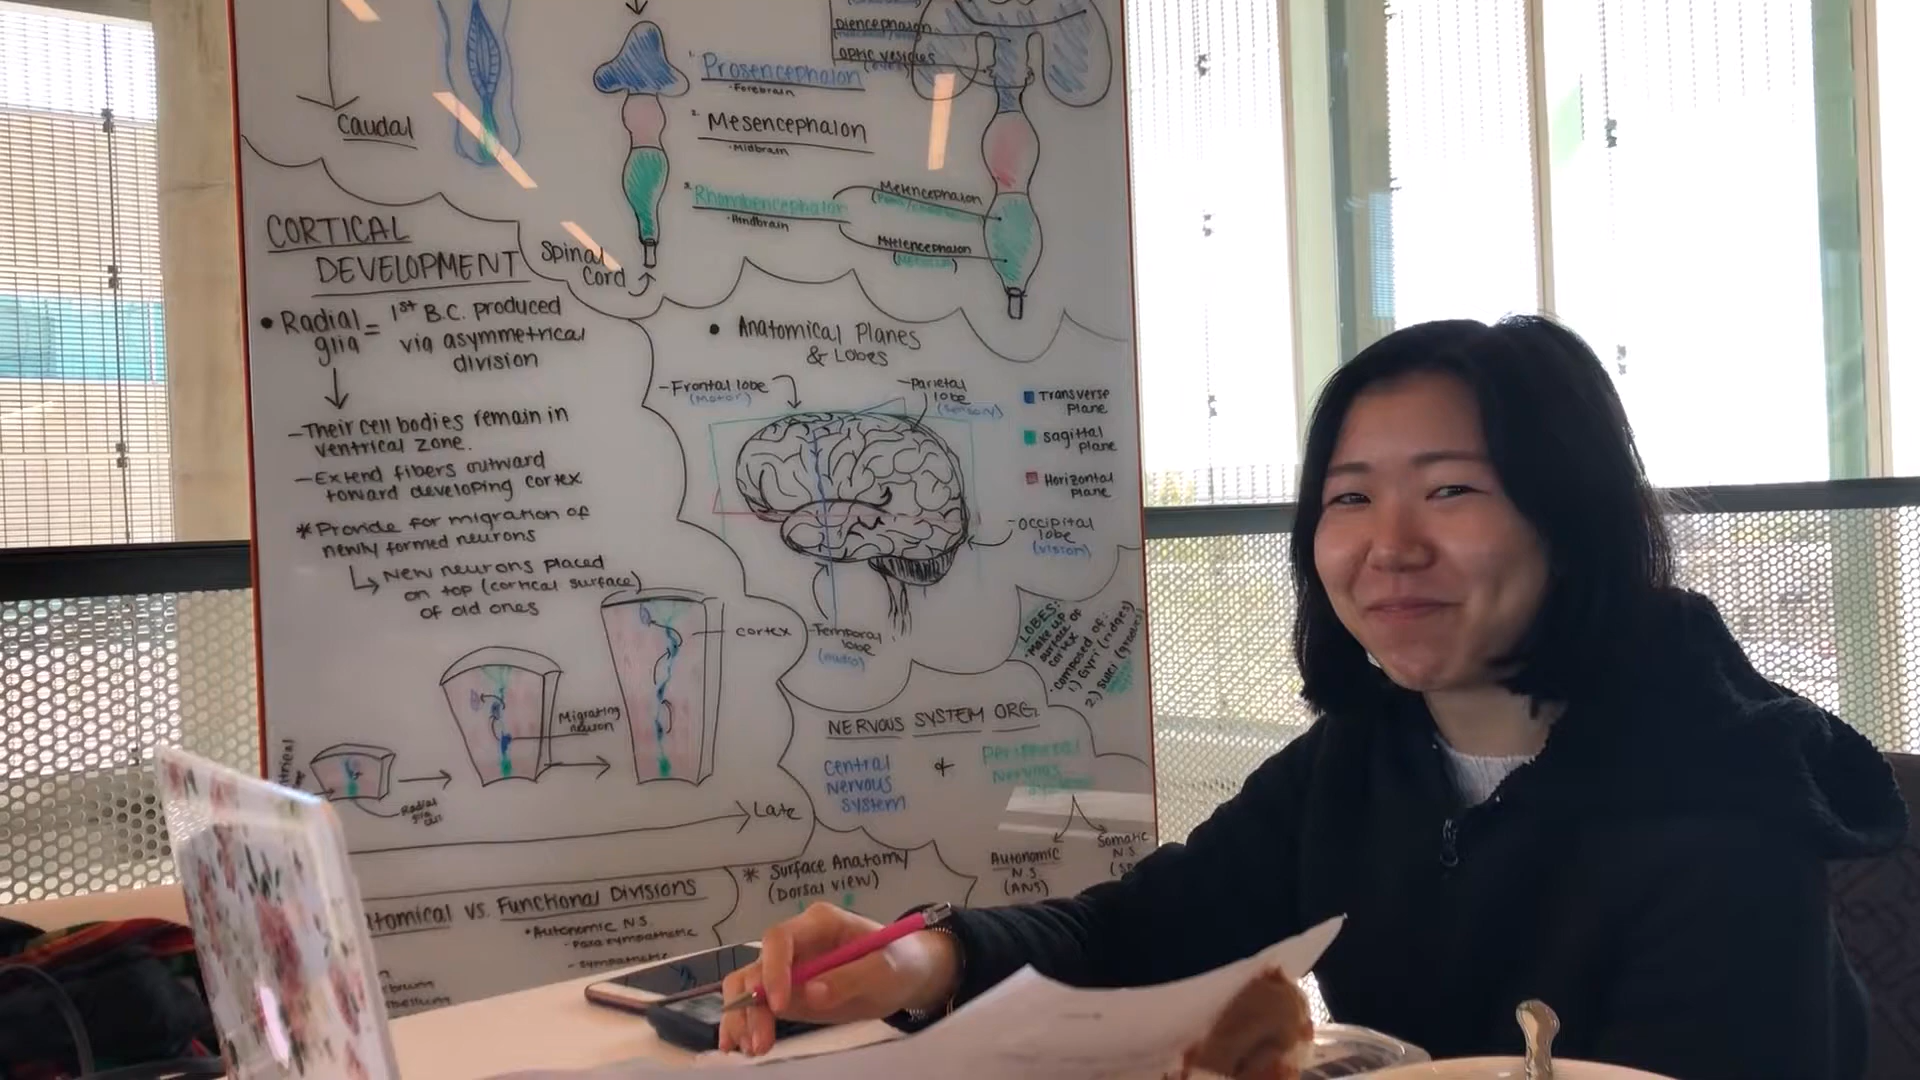 Caudal
Diencephalon
optic vesicles
1. Prosencephalon
• Forebrain
2. Mesencephalon
• Midbrain
3. Rhombencephalon
• Hindbrain
Metencephalon
Myelencephalon
Spinal
Cord
CORTICAL
DEVELOPMENT
• Radial
glia
= 1st B.C. produced
via asymmetrical
division
- Their cell bodies remain in
ventrical zone.
- Extend fibers outward
toward developing cortex
* Provide for migration of
newly formed neurons
New neurons placed
on top (cortical surface)
of old ones
cortex
Migrating
neuron
Radial
Late
• Anatomical Planes
& Lobes
- Frontal lobe
(motor)
- Parietal
lobe
(sensory)
Transverse
plane
sagittal
plane
Horizontal
plane
- Occipital
lobe
(vision)
- Temporal
lobe
(audio)
LOBES:
• Make up
surface of
cortex
• composed of:
1.) Gyri (ridges)
2.) Sulci (grooves)
NERVOUS SYSTEM ORG.
Central
Nervous
System
&
Peripheral
Nervous
Autonomic
N.S.
(ANS)
Somatic
N.S.
* Surface Anatomy
(Dorsal view)
tomical vs. Functional Divisions
• Autonomic N.S.
- Parasympathetic
- Sympathetic